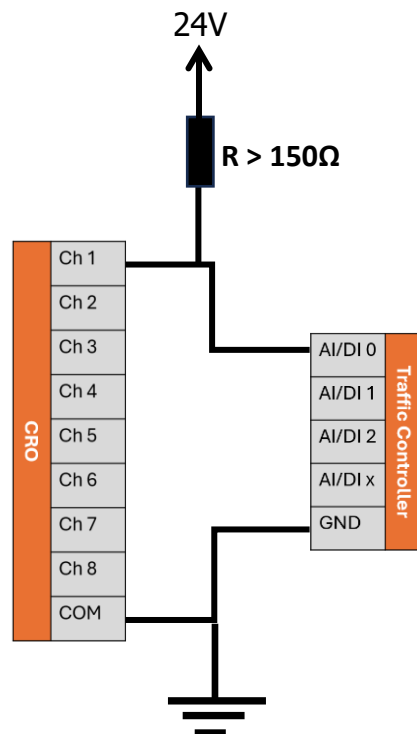 24V
R > 150Ω
CRO
Ch 1
Ch 2
Ch 3
Ch 4
Ch 5
Ch 6
Ch 7
Ch 8
COM
AI/DI 0
AI/DI 1
AI/DI 2
AI/DI x
GND
Traffic Controller